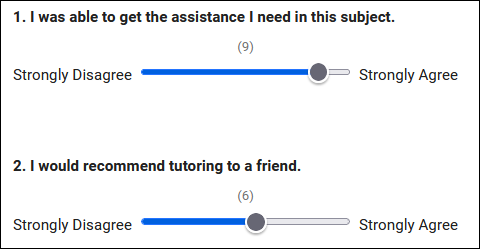 1. I was able to get the assistance I need in this subject.
(9)
Strongly Disagree Strongly Agree
2. I would recommend tutoring to a friend.
(6)
Strongly Disagree Strongly Agree